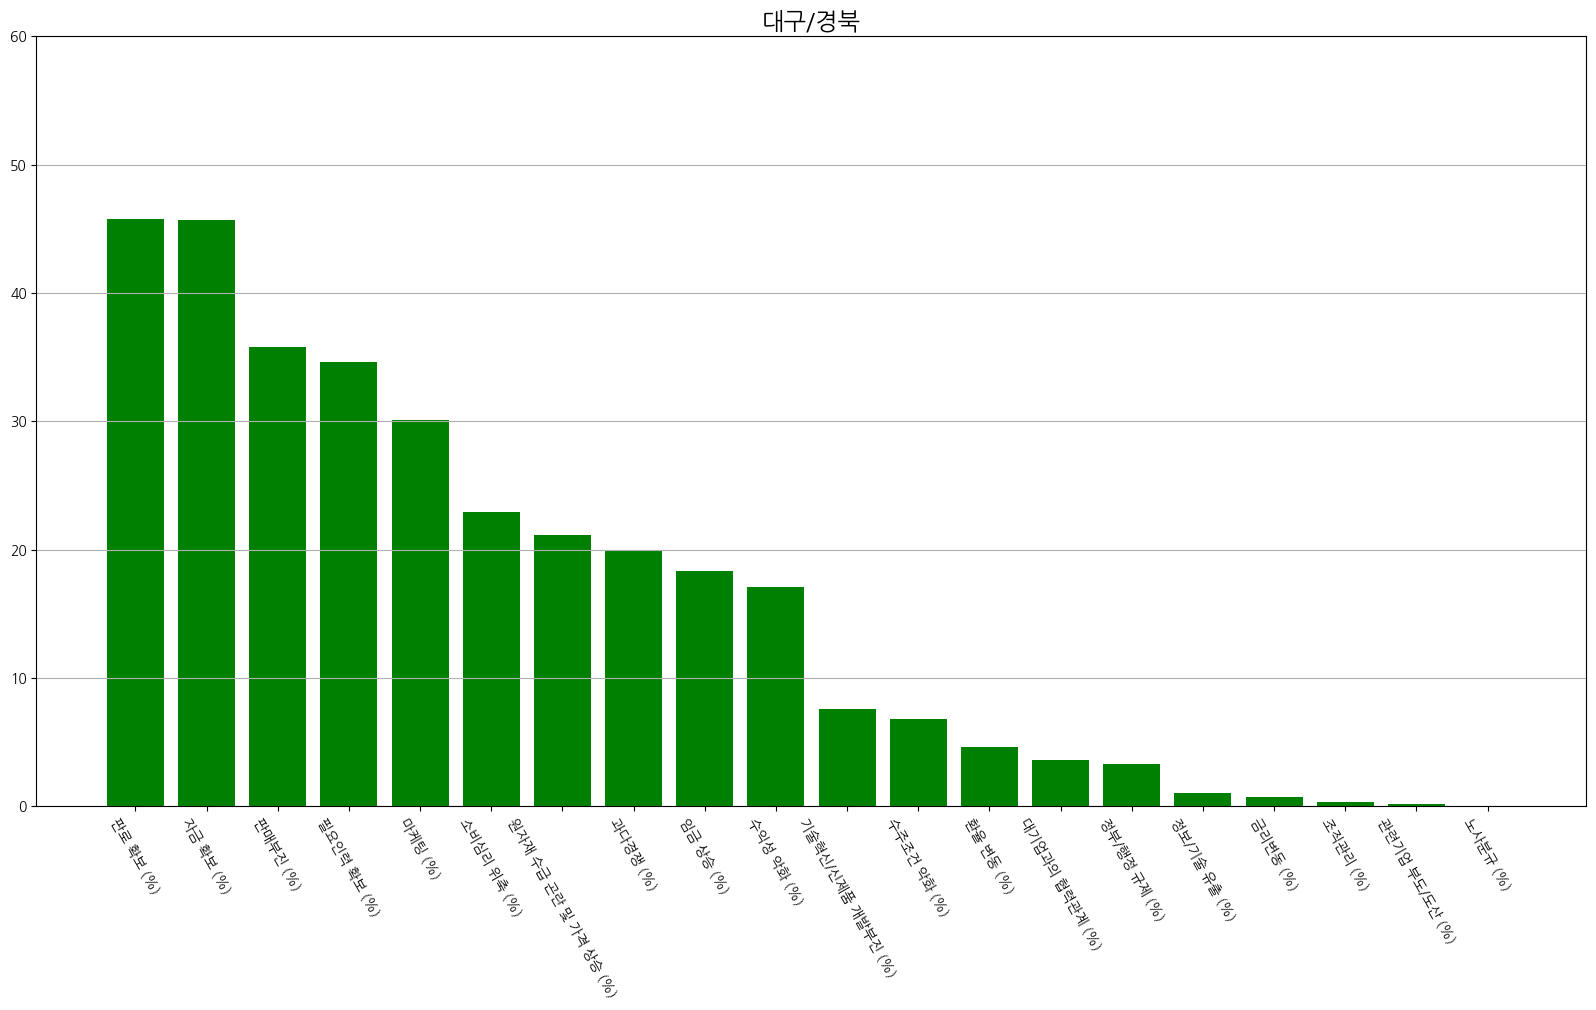 대구/경북
60
50
40
30
20
10
0
판로 확보 (%)
자금 확보 (%)
판매부진 (%)
필요인력 확보 (%)
마케팅 (%)
소비심리 위축 (%)
원자재 수급 곤란 및 가격 상승 (%)
과다경쟁 (%)
임금 상승 (%)
수익성 악화 (%)
기술혁신/신제품 개발부진 (%)
수주조건 악화 (%)
환율 변동 (%)
대기업과의 협력관계 (%)
정부/행정 규제 (%)
정보/기술 유출 (%)
금리변동 (%)
조직관리 (%)
관련기업 부도/도산 (%)
노사분규 (%)